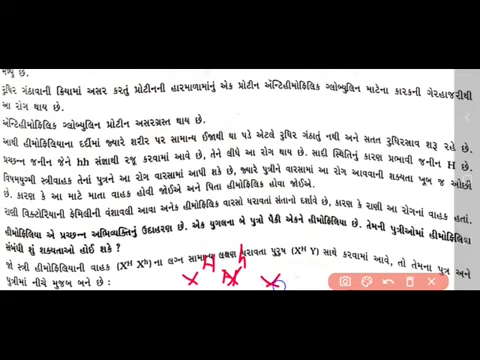 મળ્યુ છે.
રુધિર ગંઠાવાની ક્રિયામાં અસર કરતું પ્રોટીનની હારમાળામાંનું એક પ્રોટીન એન્ટિહીમોફિલિક ગ્લોબ્યુલિન માટેના કારકની ગેરહાજરીથી
આ રોગ થાય છે.
એન્ટિહીમોફિલિક ગ્લોબ્યુલિન પ્રોટીન અસરગ્રસ્ત થાય છે.
આથી હીમોફિલિયાના દર્દીમાં જ્યારે શરીર પર સામાન્ય ઈજાથી ઘા પડે એટલે રુધિર ગંઠાતું નથી અને સતત રુધિરસ્રાવ શરૂ રહે છે.
પ્રચ્છન્ન જનીન જેને hh સંજ્ઞાથી રજૂ કરવામાં આવે છે, તેને લીધે આ રોગ થાય છે. સાદી સ્થિતિનું કારણ પ્રભાવી જનીન H છે.
વિષમયુગ્મી સ્ત્રીવાહક તેનાં પુત્રને આ રોગ વારસામાં આપી શકે છે, જ્યારે પુત્રીને વારસામાં આ રોગ આવવાની શક્યતા ખૂબ જ ઓછી
છે. કારણ કે આ માટે માતા વાહક હોવી જોઈએ અને પિતા હીમોફિલિક હોવા જોઈએ.
રાણી વિક્ટોરિયાની ફેમિલીની વંશાવલી આવા અનેક હીમોફિલિક વારસો ધરાવતાં સંતાનો દર્શાવે છે, કારણ કે રાણી આ રોગનાં વાહક હતાં.
હીમોફિલિયા એ પ્રચ્છન્ન અભિવ્યક્તિનું ઉદાહરણ છે. એક યુગલના બે પુત્રો પૈકી એકને હીમોફિલિયા છે. તેમની પુત્રીઓમાં હીમોફિલિયા
સંબંધી શું શક્યતાઓ હોઈ શકે ?
જો સ્ત્રી હીમોફિલિયાની વાહક (Xᴴ Xʰ) ના લગ્ન સામાન્ય લક્ષણ ધરાવતા પુરુષ (Xᴴ Y) સાથે કરવામાં આવે, તો તેમના પુત્ર અને
પુત્રીમાં નીચે મુજબ બને છે :